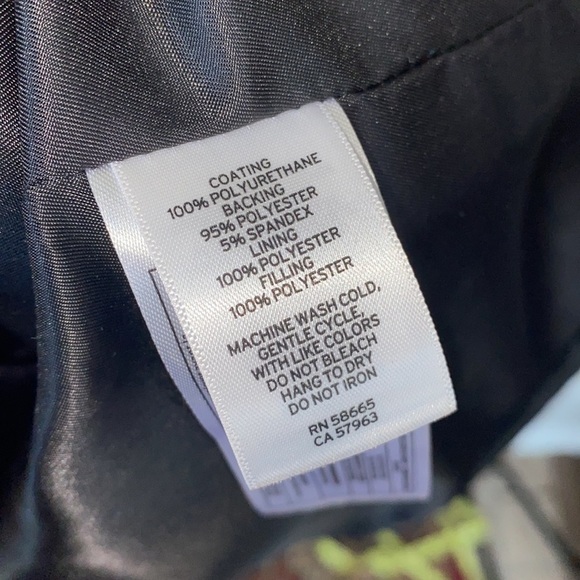 COATING
100% POLYURETHANE
BACKING
95% POLYESTER
5% SPANDEX
LINING
100% POLYESTER
FILLING
100% POLYESTER
MACHINE WASH COLD,
GENTLE CYCLE,
WITH LIKE COLORS
DO NOT BLEACH
HANG TO DRY
DO NOT IRON
RN 58665
CA 57963